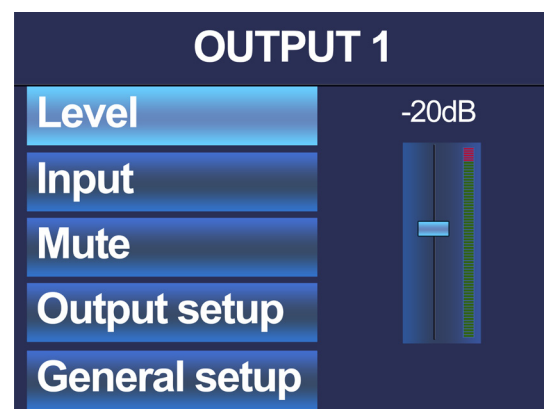 OUTPUT 1
Level
-20dB
Input
Mute
Output setup
General setup